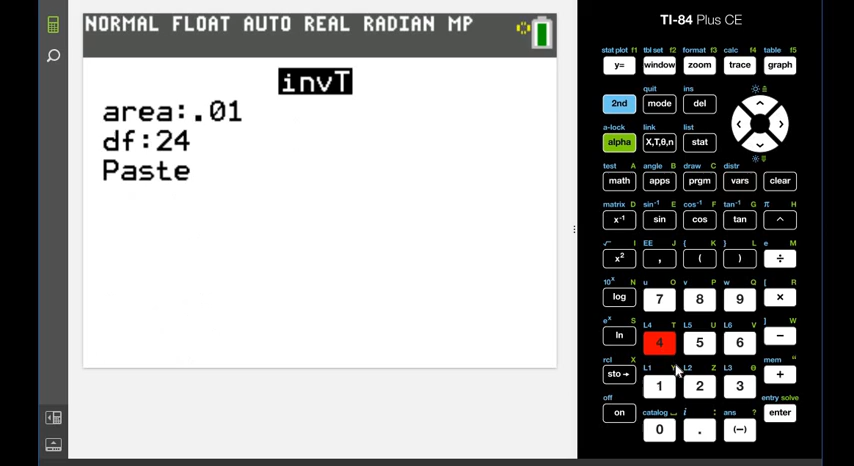 NORMAL FLOAT AUTO REAL RADIAN MP
invT
area:.01
df:24
Paste
TI-84 Plus CE
stat plot f1 tbl set f2 format f3 calc f4 table f5
y= window zoom trace graph
quit ins
2nd mode del
a-lock link list
alpha X,T,θ,n stat
test A angle B draw C distr
math apps prgm vars clear
matrix D sin⁻¹ E cos⁻¹ F tan⁻¹ G π H
x⁻¹ sin cos tan ^
√ I EE J { K } L e M
x² , ( ) ÷
10ˣ N u O v P w Q [ R
log 7 8 9 ×
eˣ S L4 T L5 U L6 V ] W
ln 4 5 6 −
rcl X L1 Y L2 Z L3 θ mem "
sto→ 1 2 3 +
off catalog i : ans ? entry solve
on 0 . (−) enter